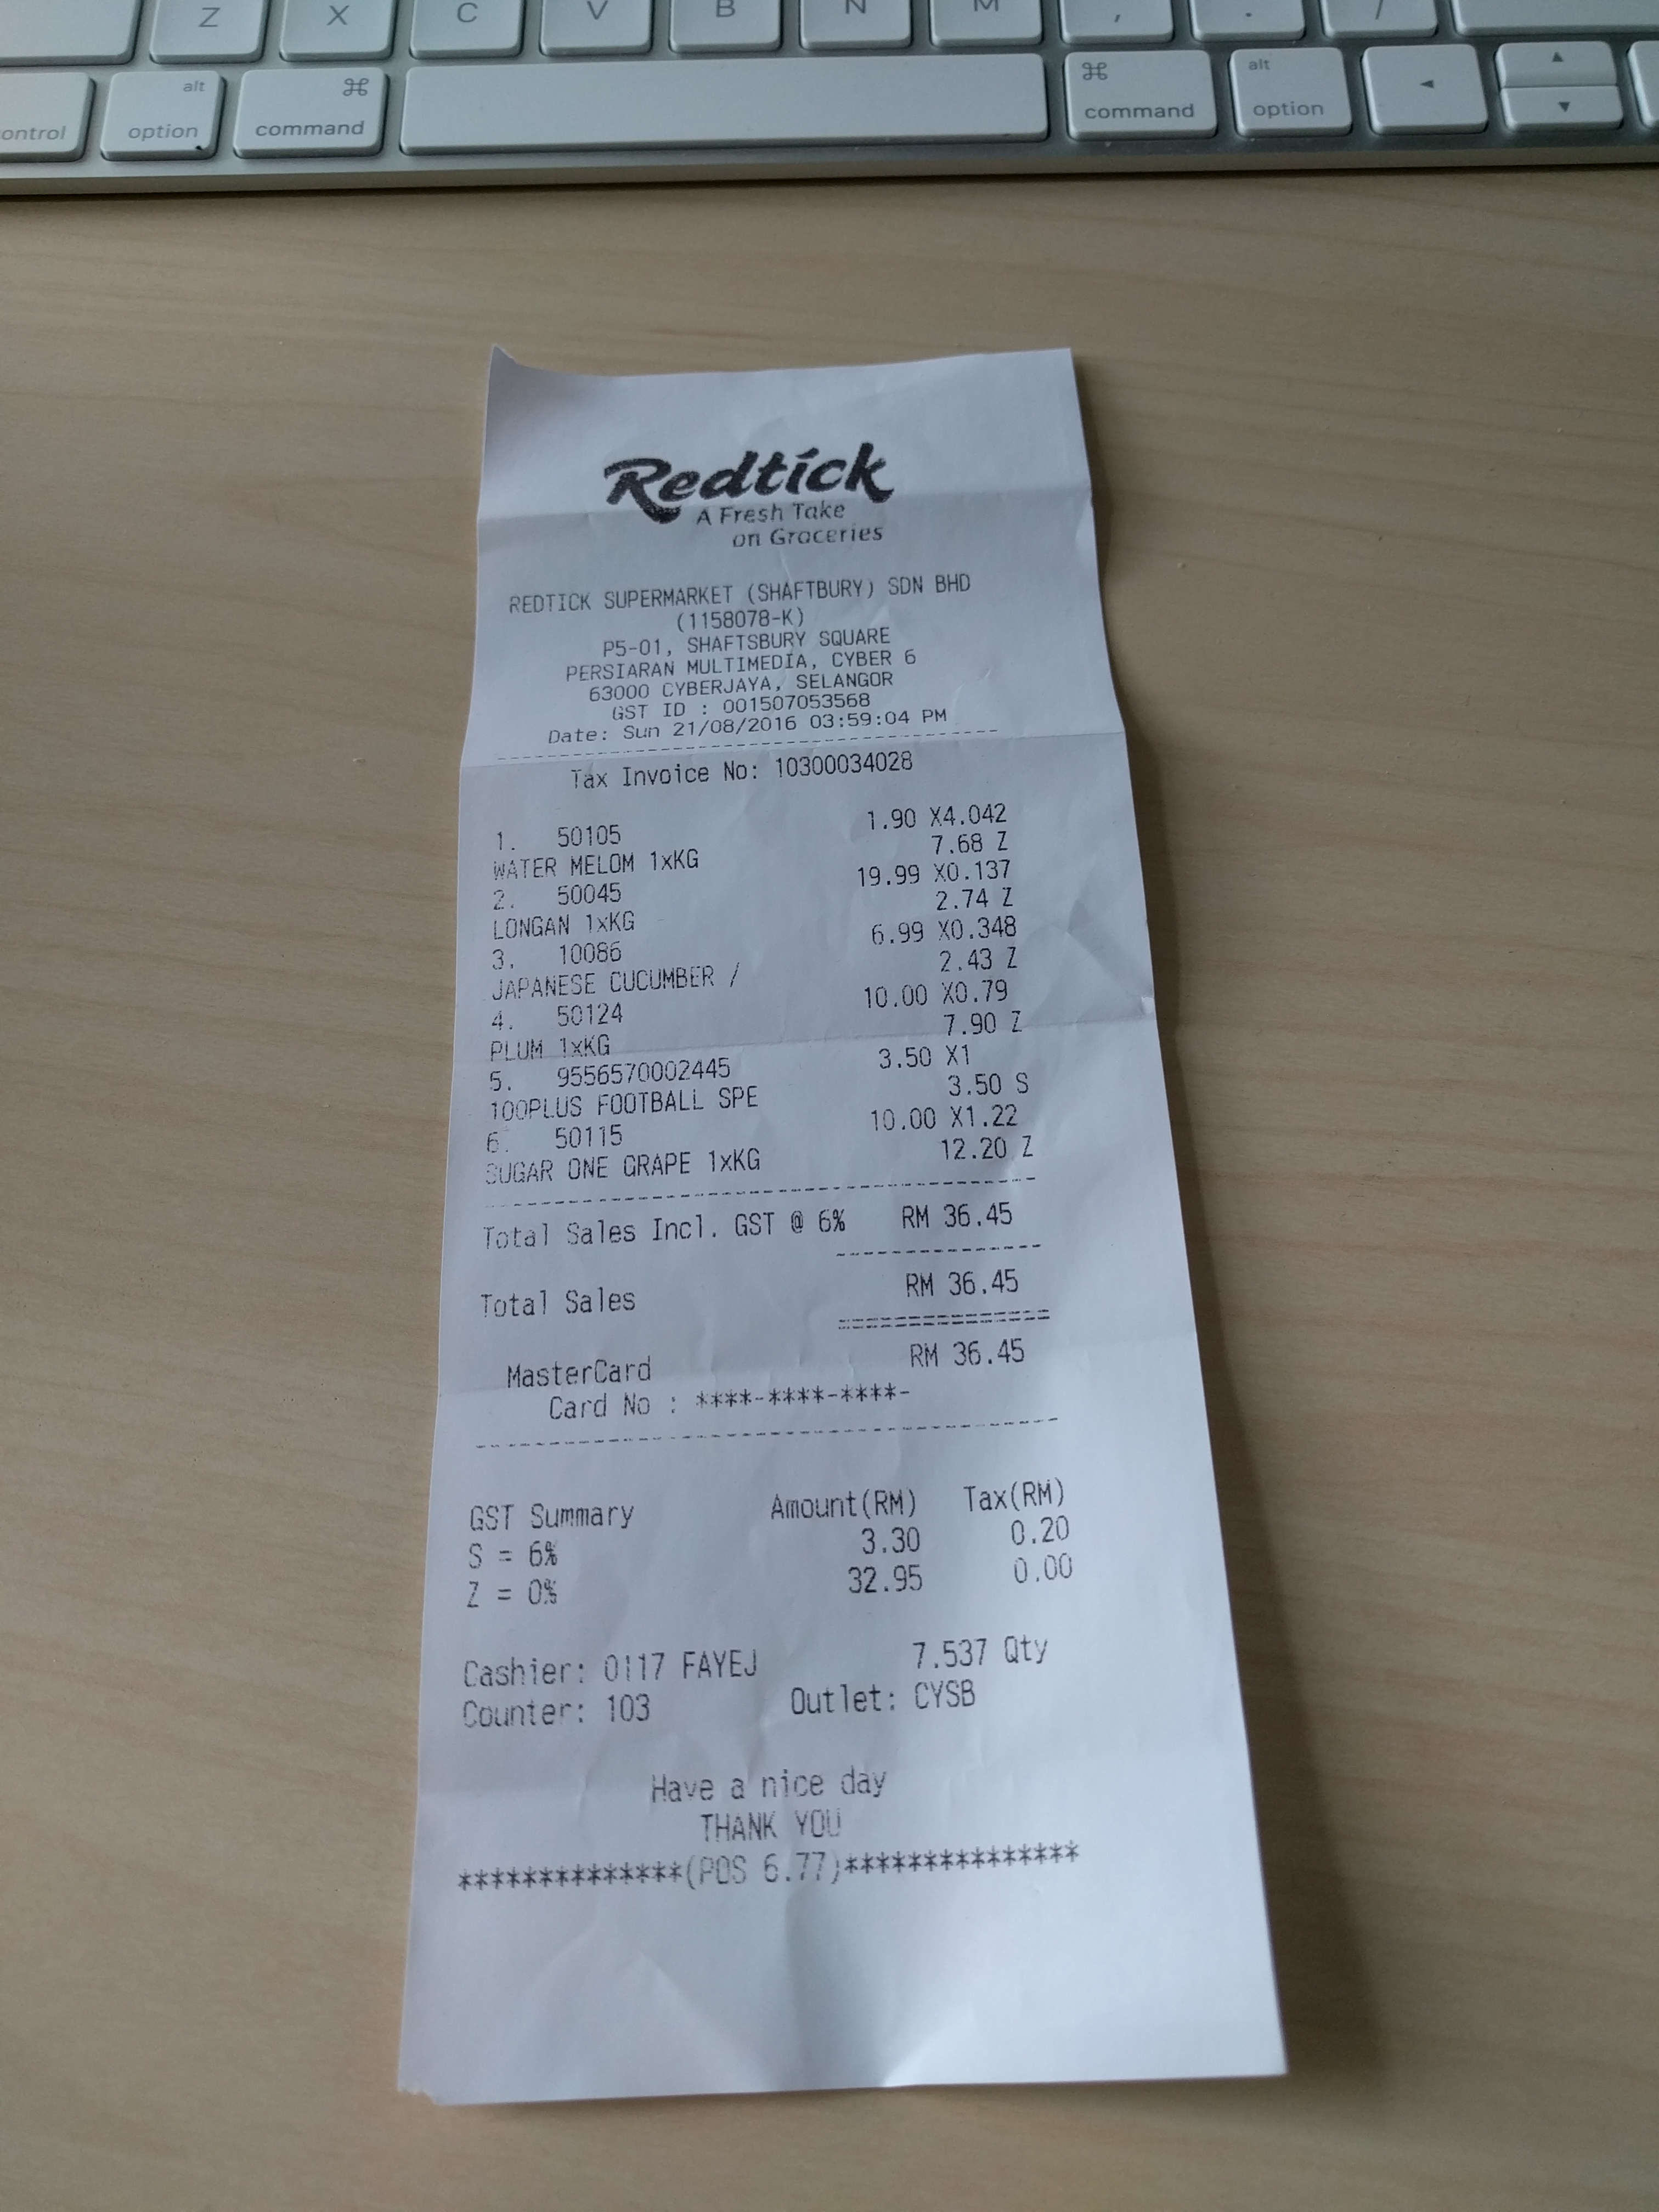 Z X C V B N M , . /
control alt option ⌘ command ⌘ command alt option ◄ ▲ ▼
Redtick
A Fresh Take
on Groceries
REDTICK SUPERMARKET (SHAFTBURY) SDN BHD
(1158078-K)
P5-01, SHAFTSBURY SQUARE
PERSIARAN MULTIMEDIA, CYBER 6
63000 CYBERJAYA, SELANGOR
GST ID : 001507053568
Date: Sun 21/08/2016 03:59:04 PM
Tax Invoice No: 10300034028
1. 50105 1.90 X4.042
WATER MELOM 1xKG 7.68 Z
2. 50045 19.99 X0.137
LONGAN 1xKG 2.74 Z
3. 10086 6.99 X0.348
JAPANESE CUCUMBER / 2.43 Z
4. 50124 10.00 X0.79
PLUM 1xKG 7.90 Z
5. 9556570002445 3.50 X1
100PLUS FOOTBALL SPE 3.50 S
6. 50115 10.00 X1.22
SUGAR ONE GRAPE 1xKG 12.20 Z
Total Sales Incl. GST @ 6% RM 36.45
Total Sales RM 36.45
MasterCard RM 36.45
Card No : ****-****-****-
GST Summary Amount(RM) Tax(RM)
S = 6% 3.30 0.20
Z = 0% 32.95 0.00
Cashier: 0117 FAYEJ 7.537 Qty
Counter: 103 Outlet: CYSB
Have a nice day
THANK YOU
**************(POS 6.77)***************